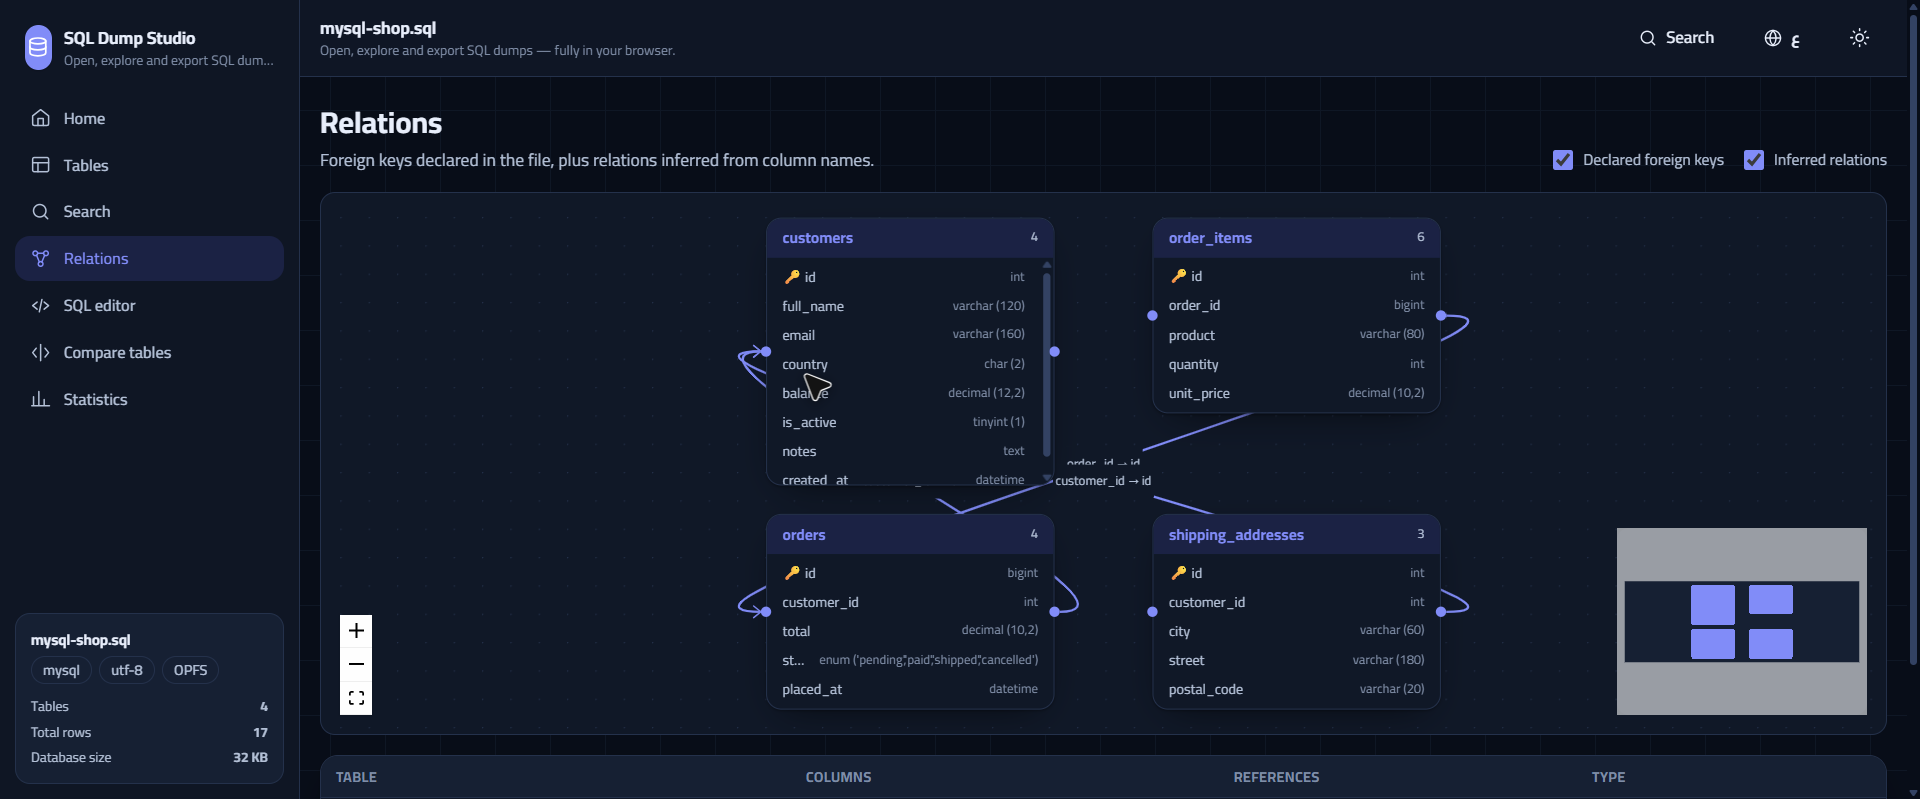 SQL Dump Studio
Open, explore and export SQL dum...
Home
Tables
Search
Relations
SQL editor
Compare tables
Statistics
mysql-shop.sql
mysql utf-8 OPFS
Tables 4
Total rows 17
Database size 32 KB
mysql-shop.sql
Open, explore and export SQL dumps — fully in your browser.
Search
ع
Relations
Foreign keys declared in the file, plus relations inferred from column names.
Declared foreign keys
Inferred relations
customers 4
id int
full_name varchar (120)
email varchar (160)
country char (2)
balance decimal (12,2)
is_active tinyint (1)
notes text
created_at datetime
order_items 6
id int
order_id bigint
product varchar (80)
quantity int
unit_price decimal (10,2)
order_id → id
customer_id → id
orders 4
id bigint
customer_id int
total decimal (10,2)
st... enum ('pending','paid','shipped','cancelled')
placed_at datetime
shipping_addresses 3
id int
customer_id int
city varchar (60)
street varchar (180)
postal_code varchar (20)
TABLE COLUMNS REFERENCES TYPE